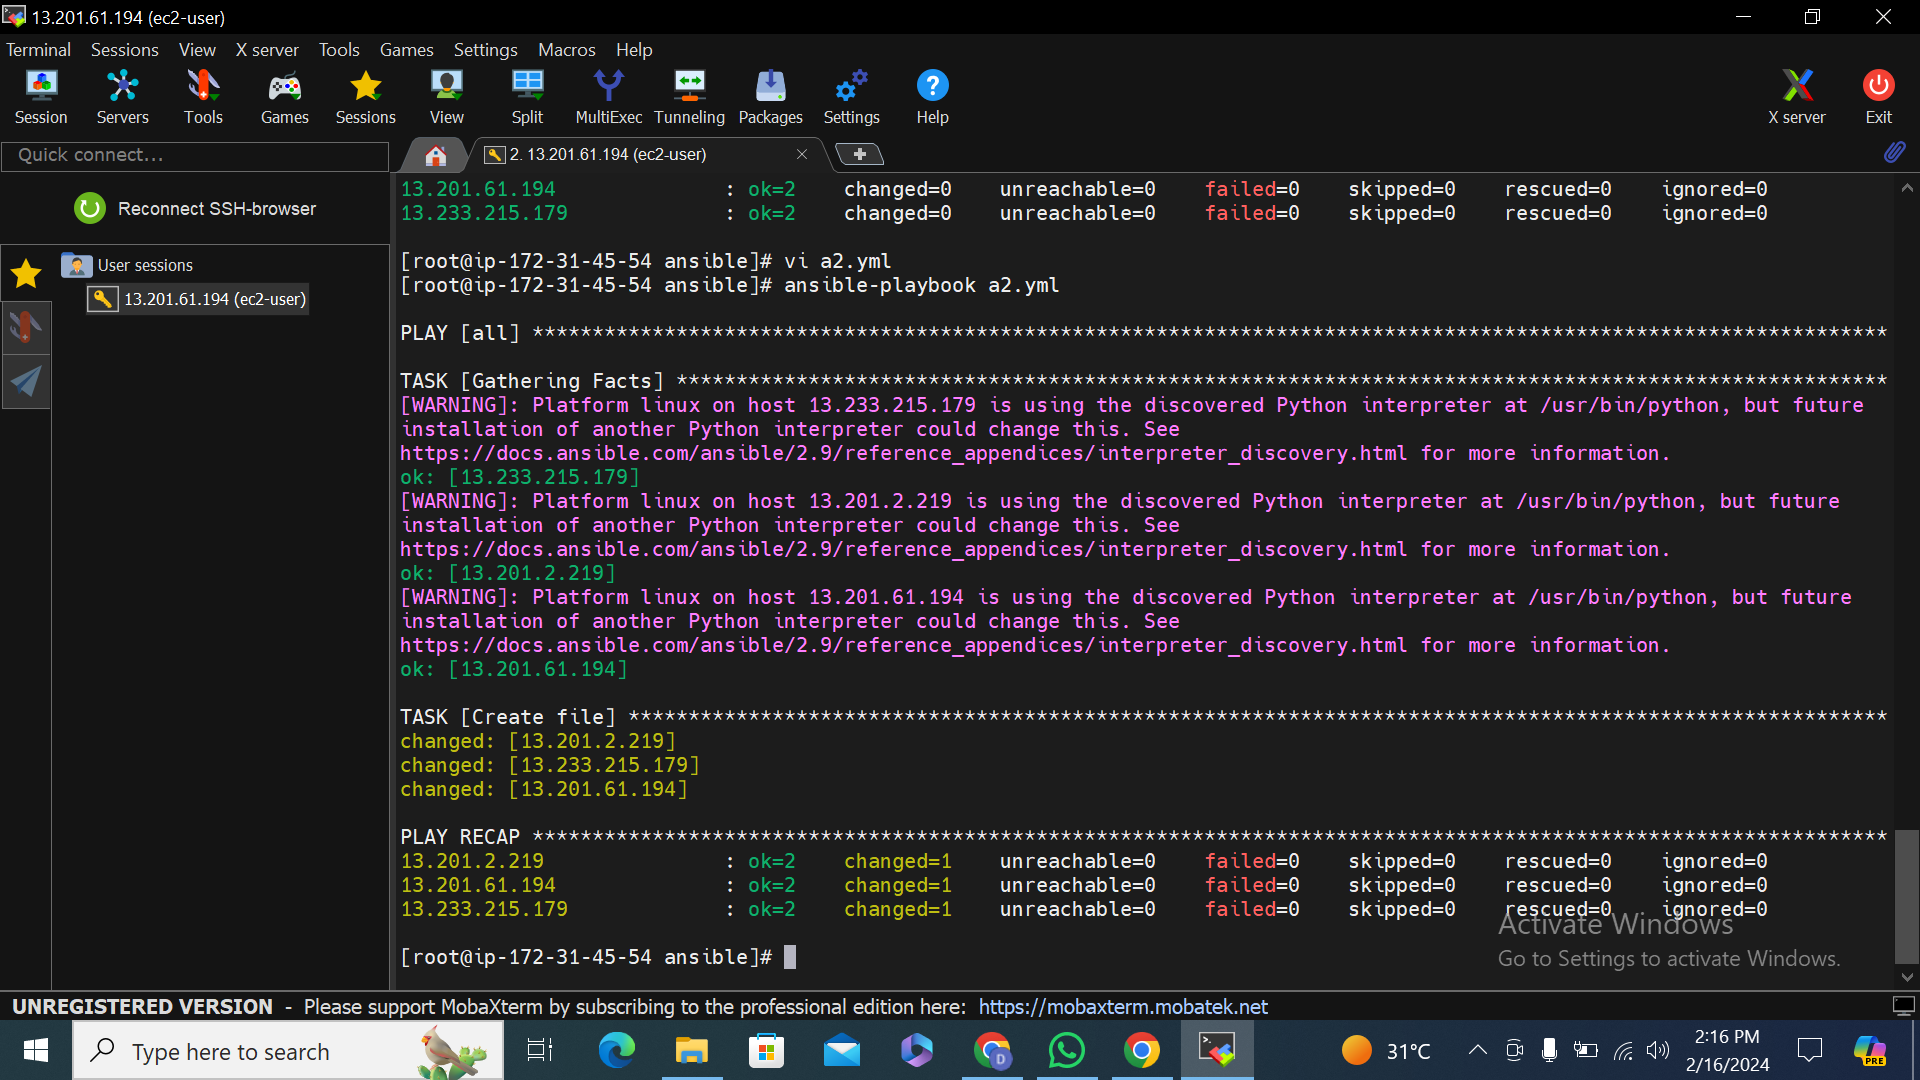 13.201.61.194 (ec2-user)
Terminal Sessions View X server Tools Games Settings Macros Help
Session Servers Tools Games Sessions View Split MultiExec Tunneling Packages Settings Help X server Exit
Quick connect...
2. 13.201.61.194 (ec2-user)
Reconnect SSH-browser
User sessions
13.201.61.194 (ec2-user)
13.201.61.194 : ok=2 changed=0 unreachable=0 failed=0 skipped=0 rescued=0 ignored=0
13.233.215.179 : ok=2 changed=0 unreachable=0 failed=0 skipped=0 rescued=0 ignored=0
[root@ip-172-31-45-54 ansible]# vi a2.yml
[root@ip-172-31-45-54 ansible]# ansible-playbook a2.yml
PLAY [all] *****************************************************************************************************************
TASK [Gathering Facts] *****************************************************************************************************
[WARNING]: Platform linux on host 13.233.215.179 is using the discovered Python interpreter at /usr/bin/python, but future
installation of another Python interpreter could change this. See
https://docs.ansible.com/ansible/2.9/reference_appendices/interpreter_discovery.html for more information.
ok: [13.233.215.179]
[WARNING]: Platform linux on host 13.201.2.219 is using the discovered Python interpreter at /usr/bin/python, but future
installation of another Python interpreter could change this. See
https://docs.ansible.com/ansible/2.9/reference_appendices/interpreter_discovery.html for more information.
ok: [13.201.2.219]
[WARNING]: Platform linux on host 13.201.61.194 is using the discovered Python interpreter at /usr/bin/python, but future
installation of another Python interpreter could change this. See
https://docs.ansible.com/ansible/2.9/reference_appendices/interpreter_discovery.html for more information.
ok: [13.201.61.194]
TASK [Create file] *********************************************************************************************************
changed: [13.201.2.219]
changed: [13.233.215.179]
changed: [13.201.61.194]
PLAY RECAP *****************************************************************************************************************
13.201.2.219 : ok=2 changed=1 unreachable=0 failed=0 skipped=0 rescued=0 ignored=0
13.201.61.194 : ok=2 changed=1 unreachable=0 failed=0 skipped=0 rescued=0 ignored=0
13.233.215.179 : ok=2 changed=1 unreachable=0 failed=0 skipped=0 rescued=0 ignored=0
[root@ip-172-31-45-54 ansible]#
Activate Windows
Go to Settings to activate Windows.
UNREGISTERED VERSION - Please support MobaXterm by subscribing to the professional edition here: https://mobaxterm.mobatek.net
Type here to search
D
31°C
2:16 PM
2/16/2024
PRE